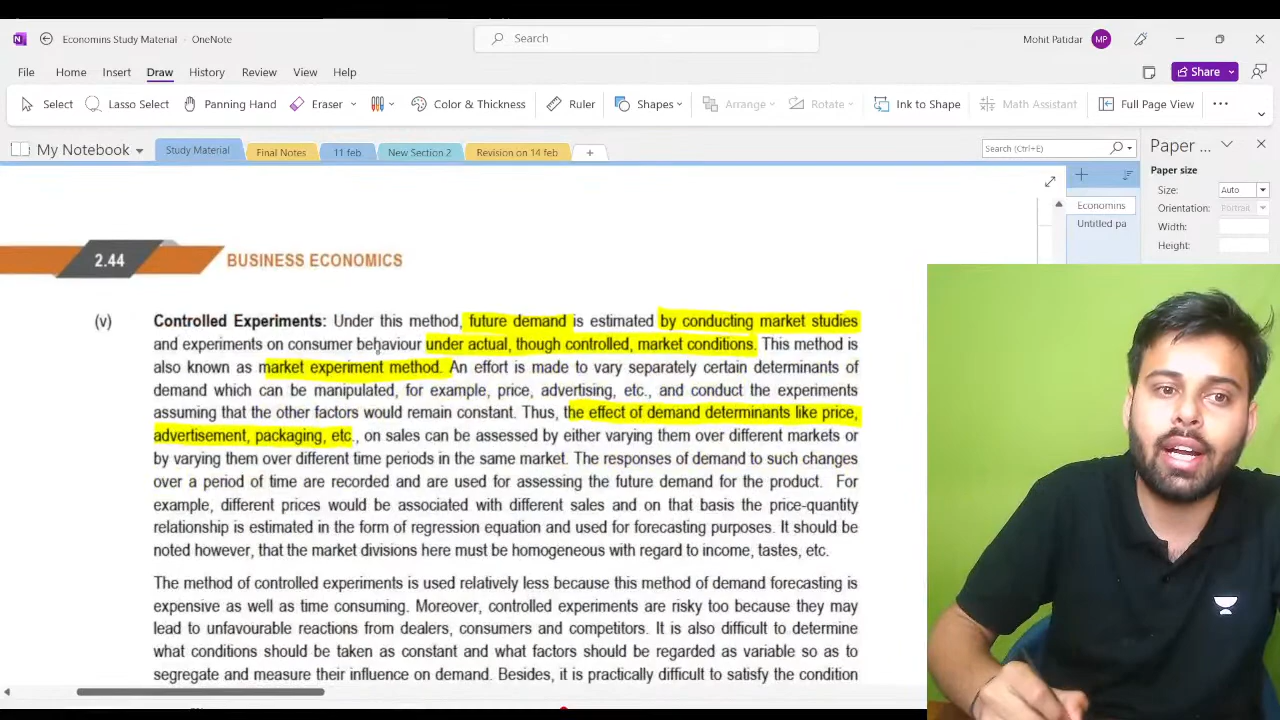 Economins Study Material - OneNote
Search
Mohit Patidar MP
File Home Insert Draw History Review View Help
Share
Select Lasso Select Panning Hand Eraser Color & Thickness Ruler Shapes Arrange Rotate Ink to Shape Math Assistant Full Page View
My Notebook Study Material Final Notes 11 feb New Section 2 Revision on 14 feb +
Search (Ctrl+E)
Paper ...
Paper size
Size: Auto
Orientation: Portrait
Width:
Height:
Economins
Untitled pa
2.44 BUSINESS ECONOMICS
(v) Controlled Experiments: Under this method, future demand is estimated by conducting market studies
and experiments on consumer behaviour under actual, though controlled, market conditions. This method is
also known as market experiment method. An effort is made to vary separately certain determinants of
demand which can be manipulated, for example, price, advertising, etc., and conduct the experiments
assuming that the other factors would remain constant. Thus, the effect of demand determinants like price,
advertisement, packaging, etc., on sales can be assessed by either varying them over different markets or
by varying them over different time periods in the same market. The responses of demand to such changes
over a period of time are recorded and are used for assessing the future demand for the product. For
example, different prices would be associated with different sales and on that basis the price-quantity
relationship is estimated in the form of regression equation and used for forecasting purposes. It should be
noted however, that the market divisions here must be homogeneous with regard to income, tastes, etc.
The method of controlled experiments is used relatively less because this method of demand forecasting is
expensive as well as time consuming. Moreover, controlled experiments are risky too because they may
lead to unfavourable reactions from dealers, consumers and competitors. It is also difficult to determine
what conditions should be taken as constant and what factors should be regarded as variable so as to
segregate and measure their influence on demand. Besides, it is practically difficult to satisfy the condition